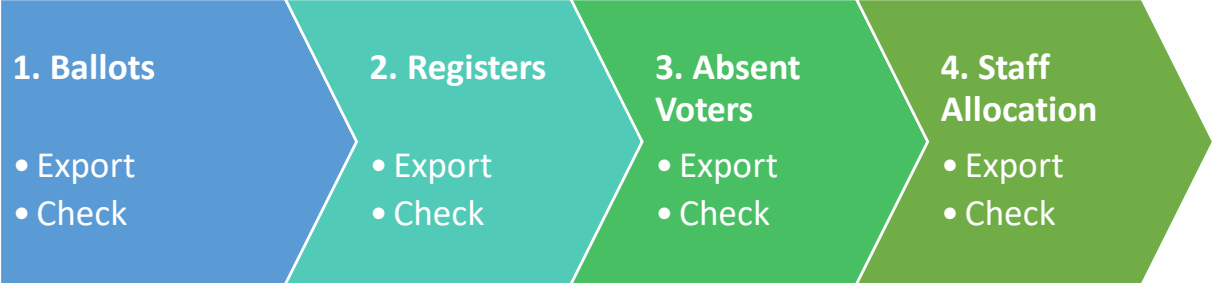 1. Ballots
• Export
• Check
2. Registers
• Export
• Check
3. Absent
Voters
• Export
• Check
4. Staff
Allocation
• Export
• Check